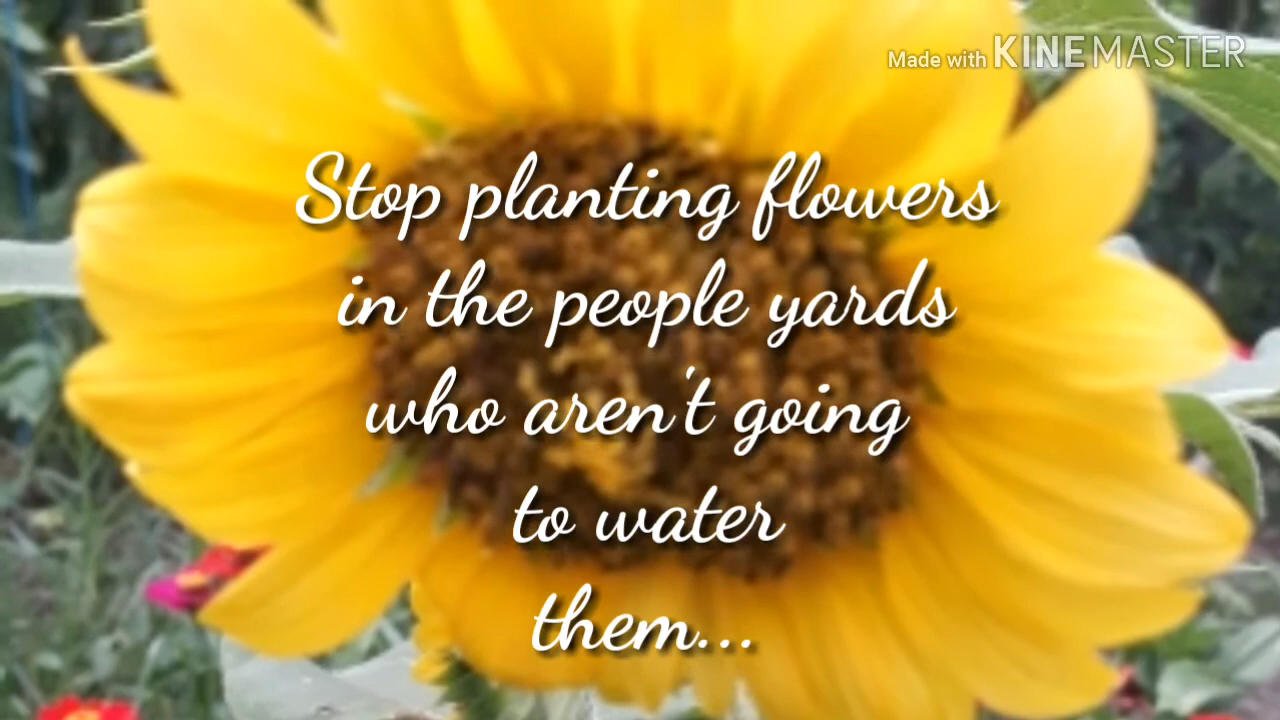 Made with KINEMASTER
Stop planting flowers
in the people yards
who aren't going
to water
them...